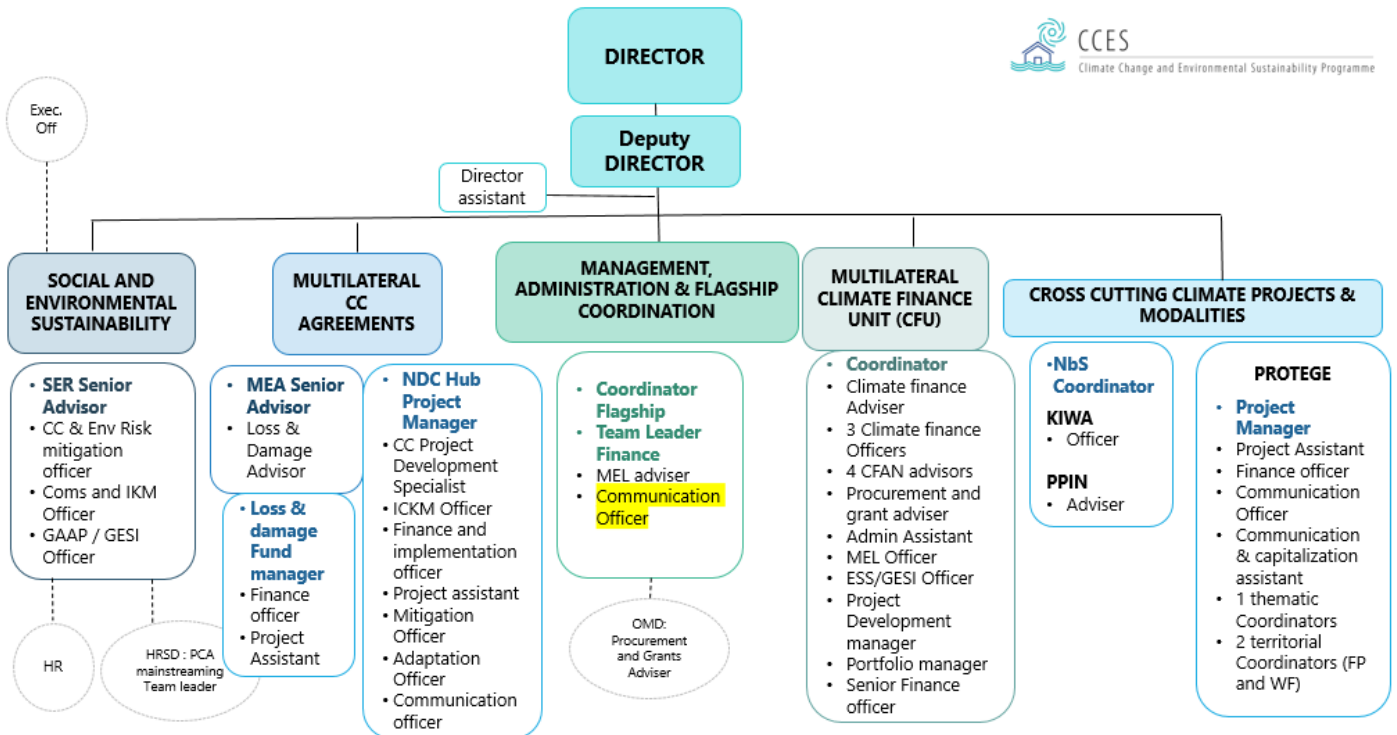 DIRECTOR
CCES
Climate Change and Environmental Sustainability Programme
Exec.
Off
Deputy
DIRECTOR
Director
assistant
SOCIAL AND
ENVIRONMENTAL
SUSTAINABILITY
• SER Senior
Advisor
• CC & Env Risk
mitigation
officer
• Coms and IKM
Officer
• GAAP / GESI
Officer
HR
HRSD : PCA
mainstreaming
Team leader
MULTILATERAL
CC
AGREEMENTS
• MEA Senior
Advisor
• Loss &
Damage
Advisor
• Loss &
damage
Fund
manager
• Finance
officer
• Project
Assistant
• NDC Hub
Project
Manager
• CC Project
Development
Specialist
• ICKM Officer
• Finance and
implementation
officer
• Project assistant
• Mitigation
Officer
• Adaptation
Officer
• Communication
officer
MANAGEMENT,
ADMINISTRATION & FLAGSHIP
COORDINATION
• Coordinator
Flagship
• Team Leader
Finance
• MEL adviser
• Communication
Officer
OMD:
Procurement
and Grants
Adviser
MULTILATERAL
CLIMATE FINANCE
UNIT (CFU)
• Coordinator
• Climate finance
Adviser
• 3 Climate finance
Officers
• 4 CFAN advisors
• Procurement and
grant adviser
• Admin Assistant
• MEL Officer
• ESS/GESI Officer
• Project
Development
manager
• Portfolio manager
• Senior Finance
officer
CROSS CUTTING CLIMATE PROJECTS &
MODALITIES
•NbS
Coordinator
KIWA
• Officer
PPIN
• Adviser
PROTEGE
• Project
Manager
• Project Assistant
• Finance officer
• Communication
Officer
• Communication
& capitalization
assistant
• 1 thematic
Coordinators
• 2 territorial
Coordinators (FP
and WF)